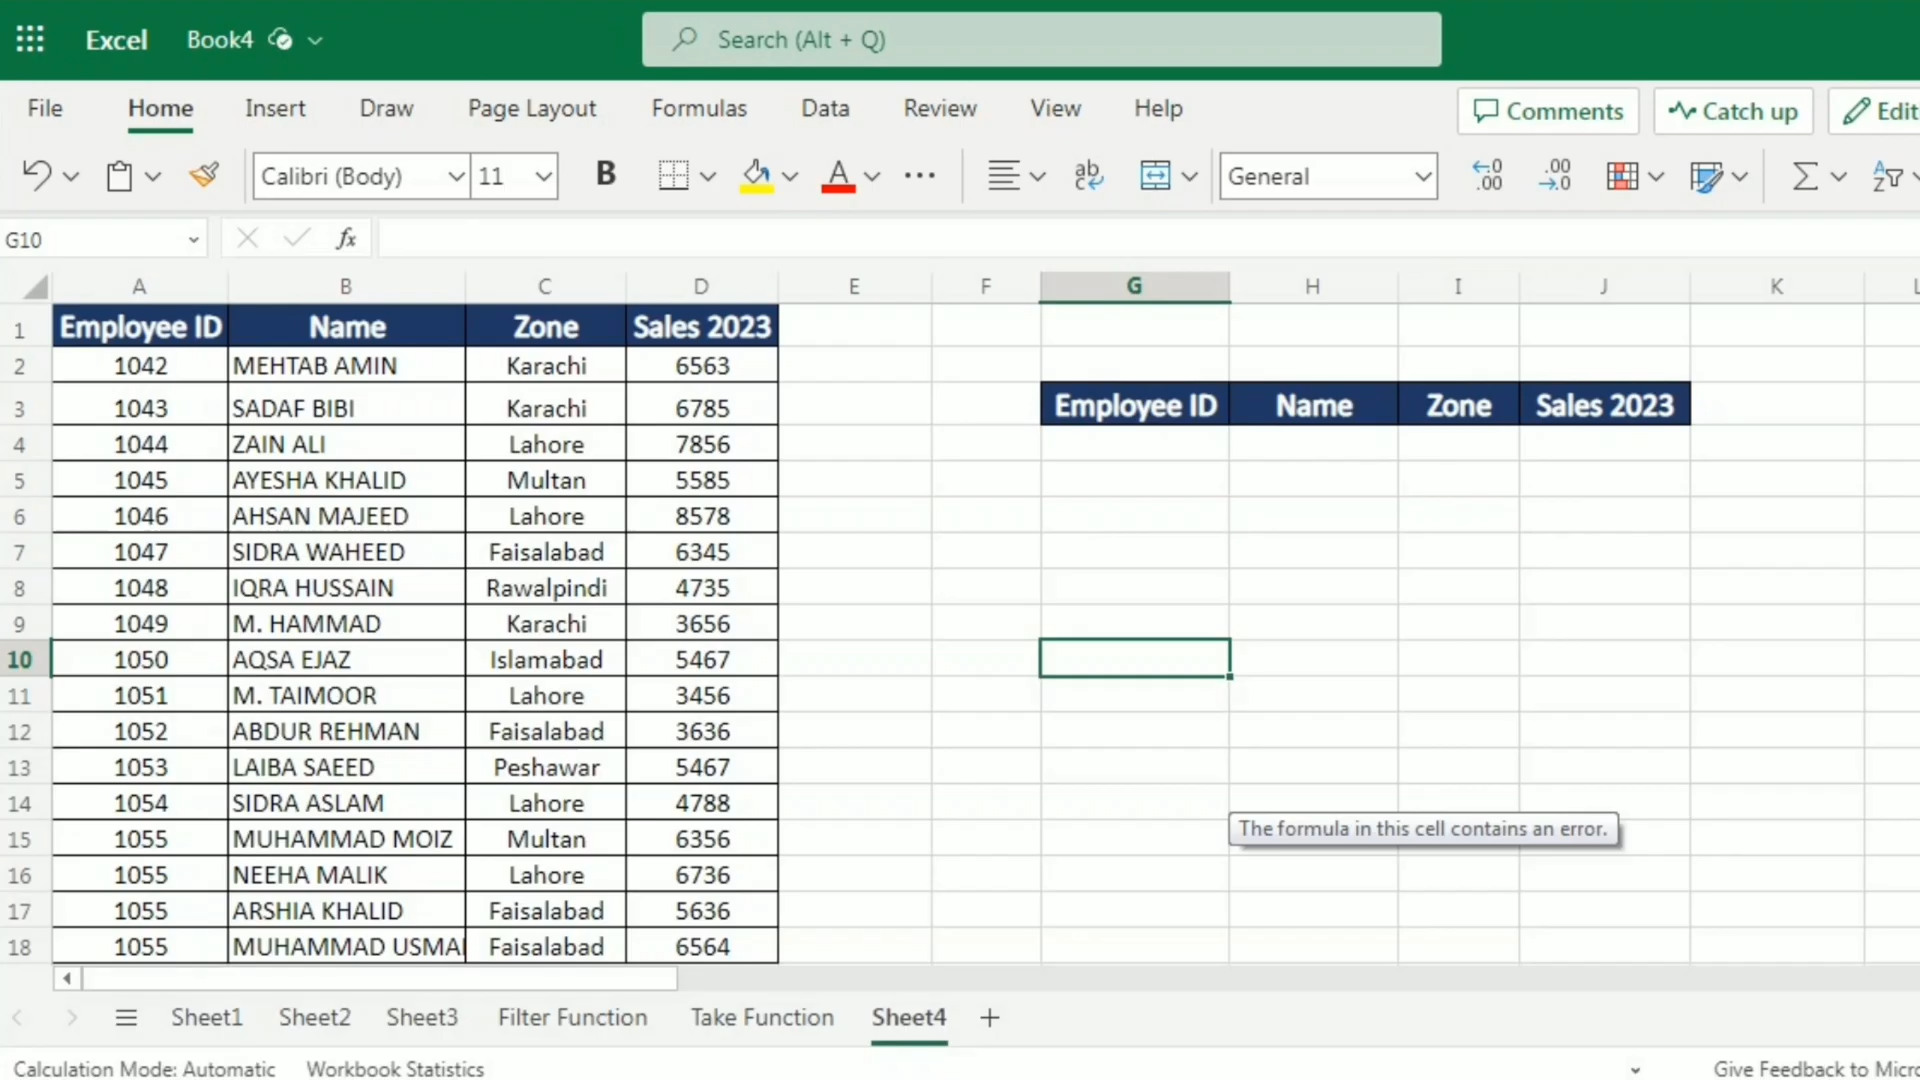 Excel Book4 Search (Alt + Q)
File Home Insert Draw Page Layout Formulas Data Review View Help Comments Catch up
Calibri (Body) 11 B A ab General .00 .00
G10 fx
A B C D E F G H I J K
1 Employee ID Name Zone Sales 2023
2 1042 MEHTAB AMIN Karachi 6563
3 1043 SADAF BIBI Karachi 6785 Employee ID Name Zone Sales 2023
4 1044 ZAIN ALI Lahore 7856
5 1045 AYESHA KHALID Multan 5585
6 1046 AHSAN MAJEED Lahore 8578
7 1047 SIDRA WAHEED Faisalabad 6345
8 1048 IQRA HUSSAIN Rawalpindi 4735
9 1049 M. HAMMAD Karachi 3656
10 1050 AQSA EJAZ Islamabad 5467
11 1051 M. TAIMOOR Lahore 3456
12 1052 ABDUR REHMAN Faisalabad 3636
13 1053 LAIBA SAEED Peshawar 5467
14 1054 SIDRA ASLAM Lahore 4788
The formula in this cell contains an error.
15 1055 MUHAMMAD MOIZ Multan 6356
16 1055 NEEHA MALIK Lahore 6736
17 1055 ARSHIA KHALID Faisalabad 5636
18 1055 MUHAMMAD Faisalabad 6564
Sheet1 Sheet2 Sheet3 Filter Function Take Function Sheet4
Calculation Mode: Automatic Workbook Statistics Give Feedback to